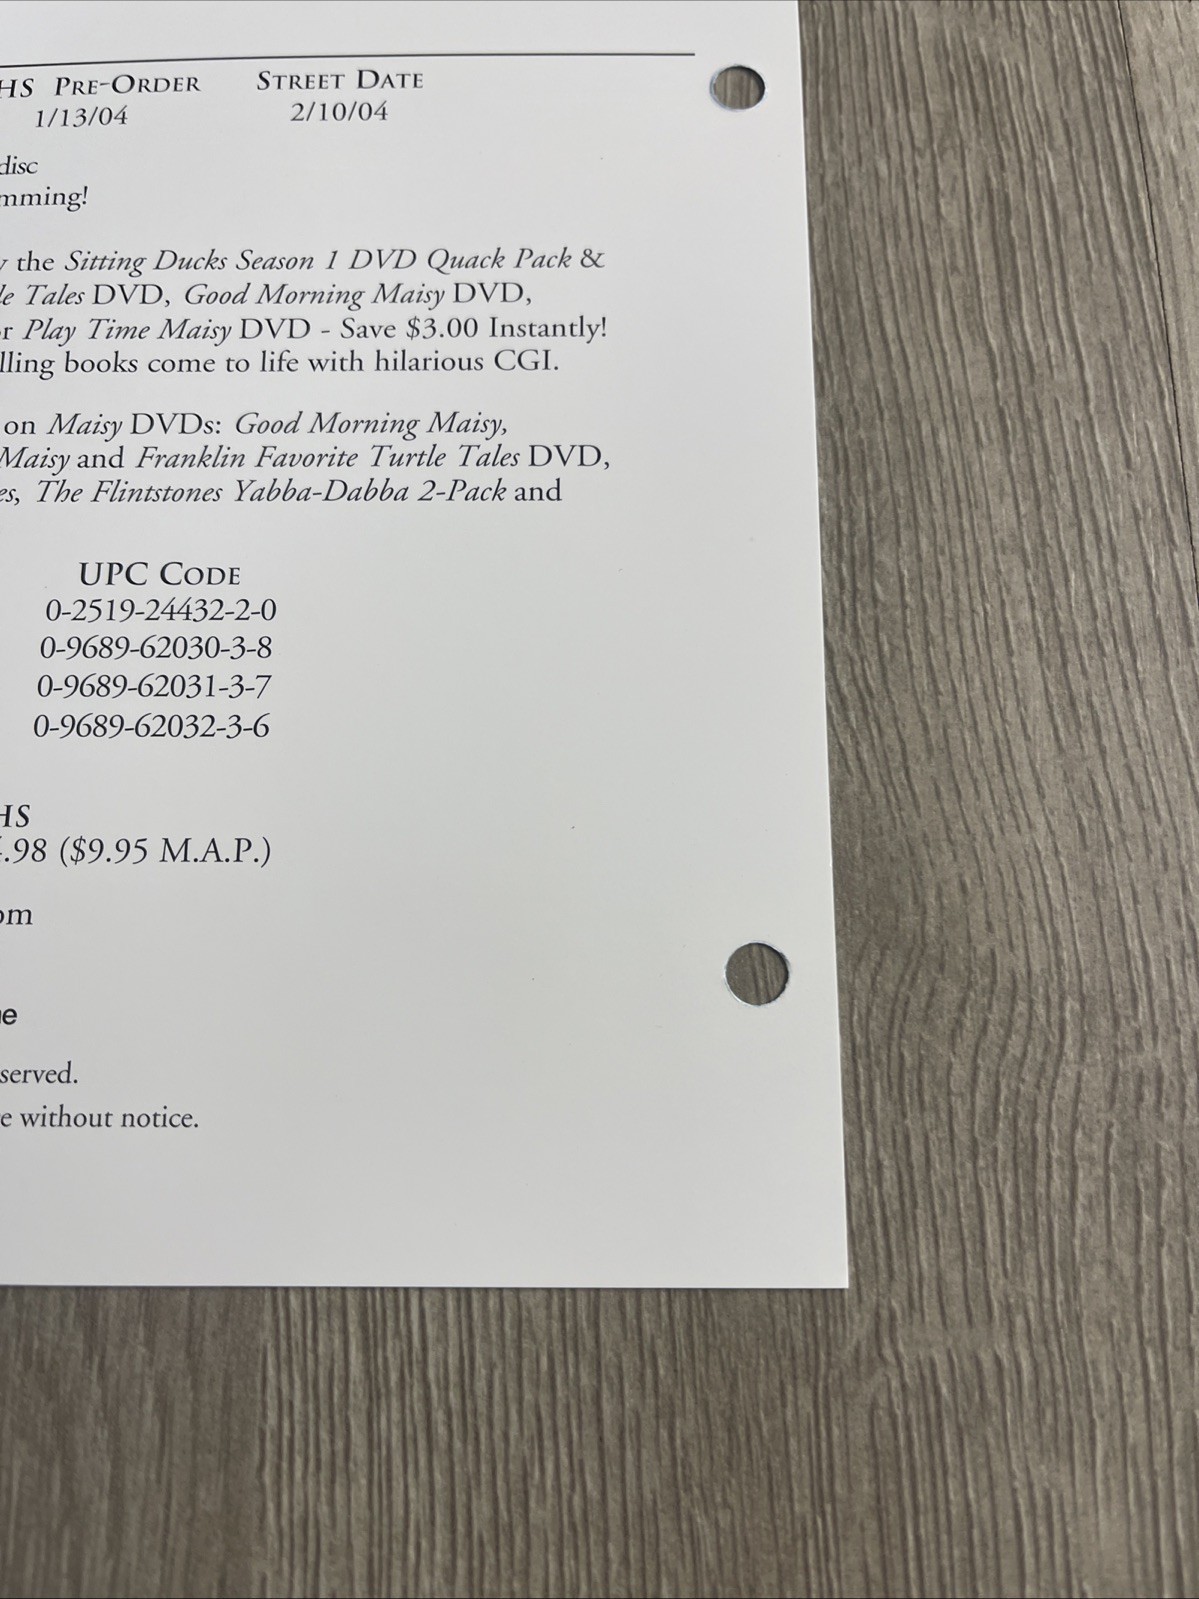 HS PRE-ORDER STREET DATE
1/13/04 2/10/04
disc
mming!
the Sitting Ducks Season 1 DVD Quack Pack &
le Tales DVD, Good Morning Maisy DVD,
r Play Time Maisy DVD - Save $3.00 Instantly!
lling books come to life with hilarious CGI.
on Maisy DVDs: Good Morning Maisy,
Maisy and Franklin Favorite Turtle Tales DVD,
es, The Flintstones Yabba-Dabba 2-Pack and
UPC CODE
0-2519-24432-2-0
0-9689-62030-3-8
0-9689-62031-3-7
0-9689-62032-3-6
HS
.98 ($9.95 M.A.P.)
om
e
served.
e without notice.